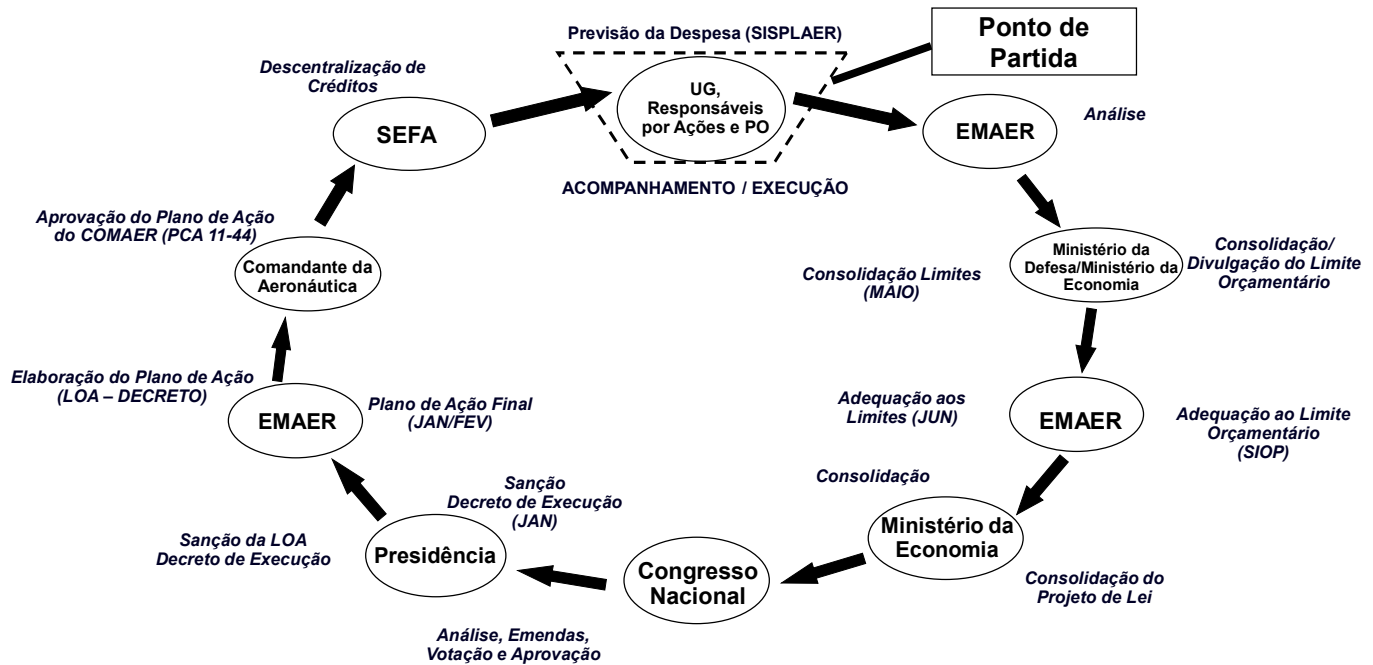 Previsão da Despesa (SISPLAER)
Ponto de
Partida
UG,
Responsáveis
por Ações e PO
ACOMPANHAMENTO / EXECUÇÃO
EMAER
Análise
Ministério da
Defesa/Ministério da
Economia
Consolidação/
Divulgação do Limite
Orçamentário
Consolidação Limites
(MAIO)
EMAER
Adequação aos
Limites (JUN)
Adequação ao Limite
Orçamentário
(SIOP)
Consolidação
Ministério da
Economia
Consolidação do
Projeto de Lei
Congresso
Nacional
Análise, Emendas,
Votação e Aprovação
Presidência
Sanção
Decreto de Execução
(JAN)
Sanção da LOA
Decreto de Execução
EMAER
Plano de Ação Final
(JAN/FEV)
Elaboração do Plano de Ação
(LOA – DECRETO)
Comandante da
Aeronáutica
Aprovação do Plano de Ação
do COMAER (PCA 11-44)
SEFA
Descentralização de
Créditos